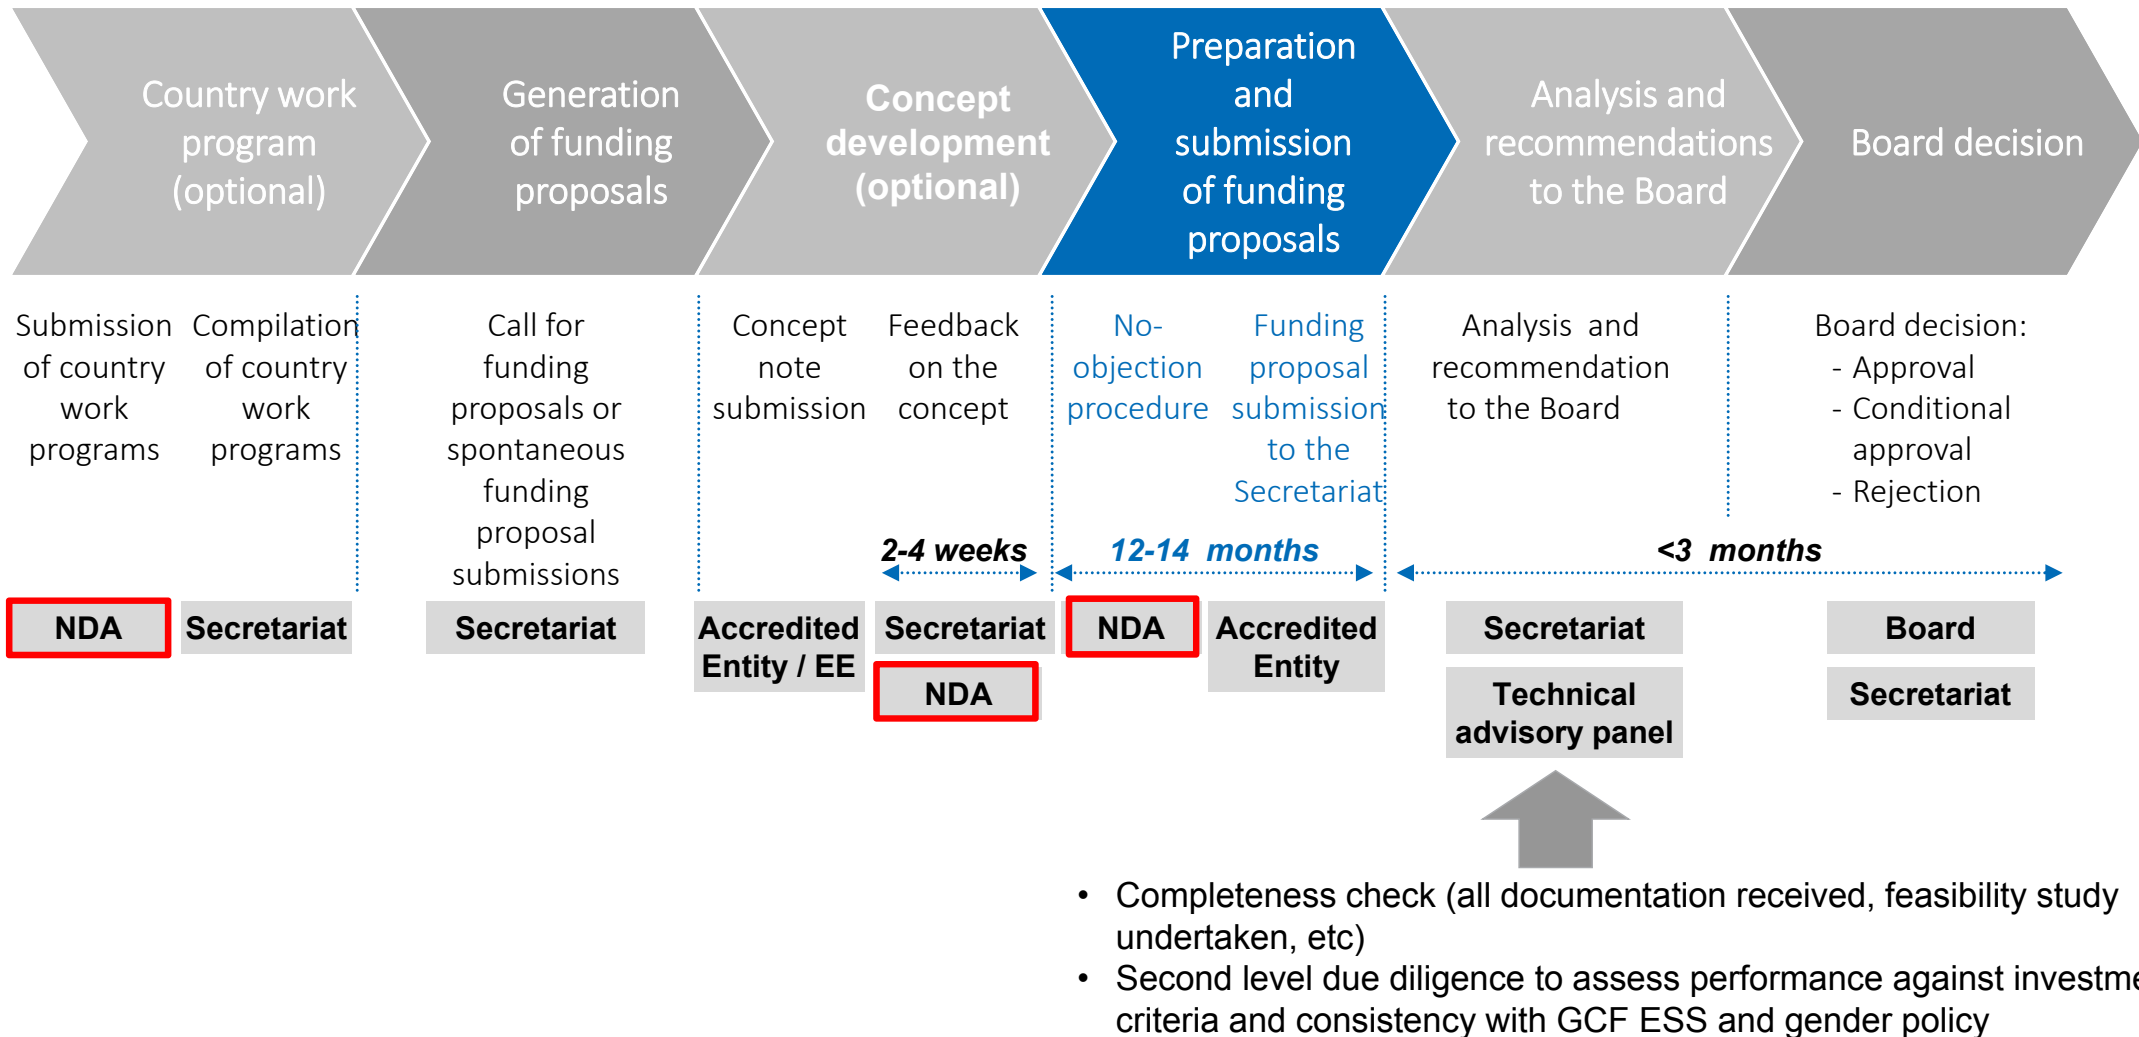 Country work
program
(optional)
Generation
of funding
proposals
Concept
development
(optional)
Preparation
and
submission
of funding
proposals
Analysis and
recommendations
to the Board
Board decision
Submission
of country
work
programs
Compilation
of country
work
programs
Call for
funding
proposals or
spontaneous
funding
proposal
submissions
Concept
note
submission
Feedback
on the
concept
No-
objection
procedure
Funding
proposal
submission
to the
Secretariat
Analysis and
recommendation
to the Board
Board decision:
- Approval
- Conditional
approval
- Rejection
2-4 weeks
12-14 months
<3 months
NDA
Secretariat
Secretariat
Accredited
Entity / EE
Secretariat
NDA
NDA
Accredited
Entity
Secretariat
Technical
advisory panel
Board
Secretariat
• Completeness check (all documentation received, feasibility study
undertaken, etc)
• Second level due diligence to assess performance against investme
criteria and consistency with GCF ESS and gender policy